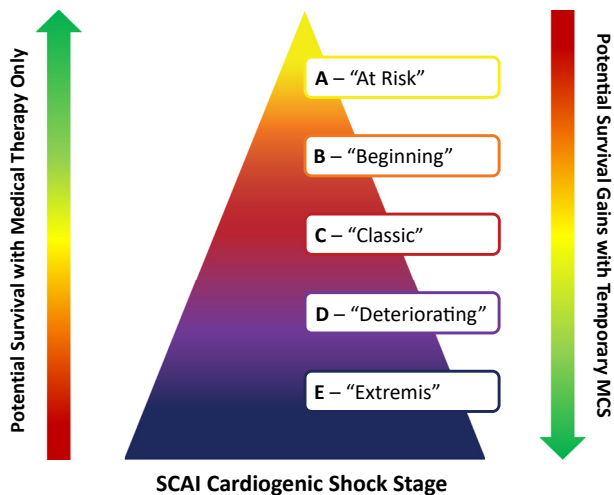 Potential Survival with Medical Therapy Only
A – “At Risk”
B – “Beginning”
C – “Classic”
D – “Deteriorating”
E – “Extremis”
Potential Survival Gains with Temporary MCS
SCAI Cardiogenic Shock Stage